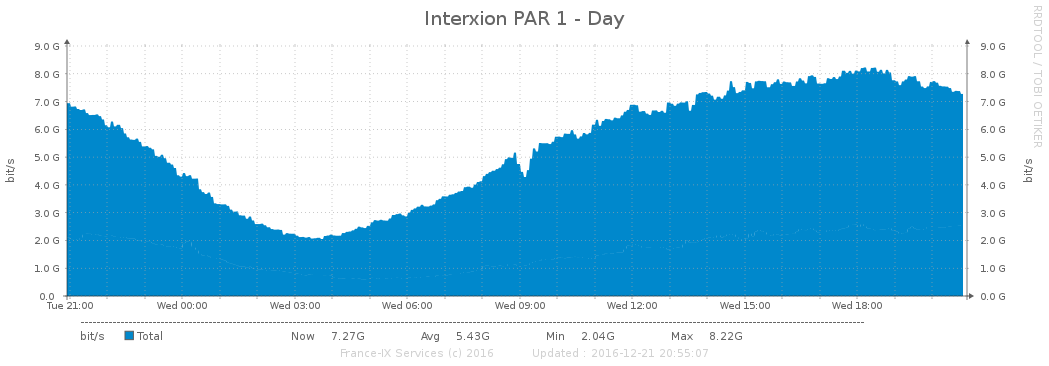 Interxion PAR 1 - Day
RRDTOOL / TOBI OETIKER
bit/s
9.0 G 9.0 G
8.0 G 8.0 G
7.0 G 7.0 G
6.0 G 6.0 G
5.0 G 5.0 G
4.0 G 4.0 G
3.0 G 3.0 G
2.0 G 2.0 G
1.0 G 1.0 G
0.0 0.0 G
bit/s
Tue 21:00 Wed 00:00 Wed 03:00 Wed 06:00 Wed 09:00 Wed 12:00 Wed 15:00 Wed 18:00
bit/s Total Now 7.27G Avg 5.43G Min 2.04G Max 8.22G
France-IX Services (c) 2016 Updated : 2016-12-21 20:55:07